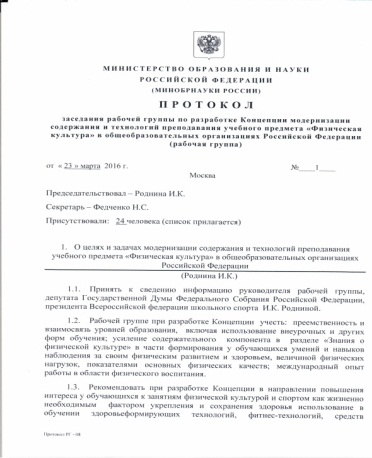 МИНИСТЕРСТВО ОБРАЗОВАНИЯ И НАУКИ
РОССИЙСКОЙ ФЕДЕРАЦИИ
(МИНОБРНАУКИ РОССИИ)
ПРОТОКОЛ
заседания рабочей группы по разработке Концепции модернизации
содержания и технологий преподавания учебного предмета «Физическая
культура» в общеобразовательных организациях Российской Федерации
(рабочая группа)
от « 23 » марта 2016 г. №____1____
Москва
Председательствовал – Роднина И.К.
Секретарь – Федченко Н.С.
Присутствовали: 24 человека (список прилагается)
1. О целях и задачах модернизации содержания и технологий преподавания
учебного предмета «Физическая культура» в общеобразовательных организациях
Российской Федерации
(Роднина И.К.)
1.1. Принять к сведению информацию руководителя рабочей группы,
депутата Государственной Думы Федерального Собрания Российской Федерации,
президента Всероссийской федерации школьного спорта И.К. Родниной.
1.2. Рабочей группе при разработке Концепции учесть: преемственность и
взаимосвязь уровней образования, включая использование внеурочных и других
форм обучения; усиление содержательного компонента в разделе «Знания о
физической культуре» в части формирования у обучающихся умений и навыков
наблюдения за своим физическим развитием и здоровьем, величиной физических
нагрузок, показателями основных физических качеств; международный опыт
работы в области физического воспитания.
1.3. Рекомендовать при разработке Концепции в направлении повышения
интереса у обучающихся к занятиям физической культурой и спортом как жизненно
необходимым фактором укрепления и сохранения здоровья использование в
обучении здоровьеформирующих технологий, фитнес-технологий, средств
Протокол РГ –08